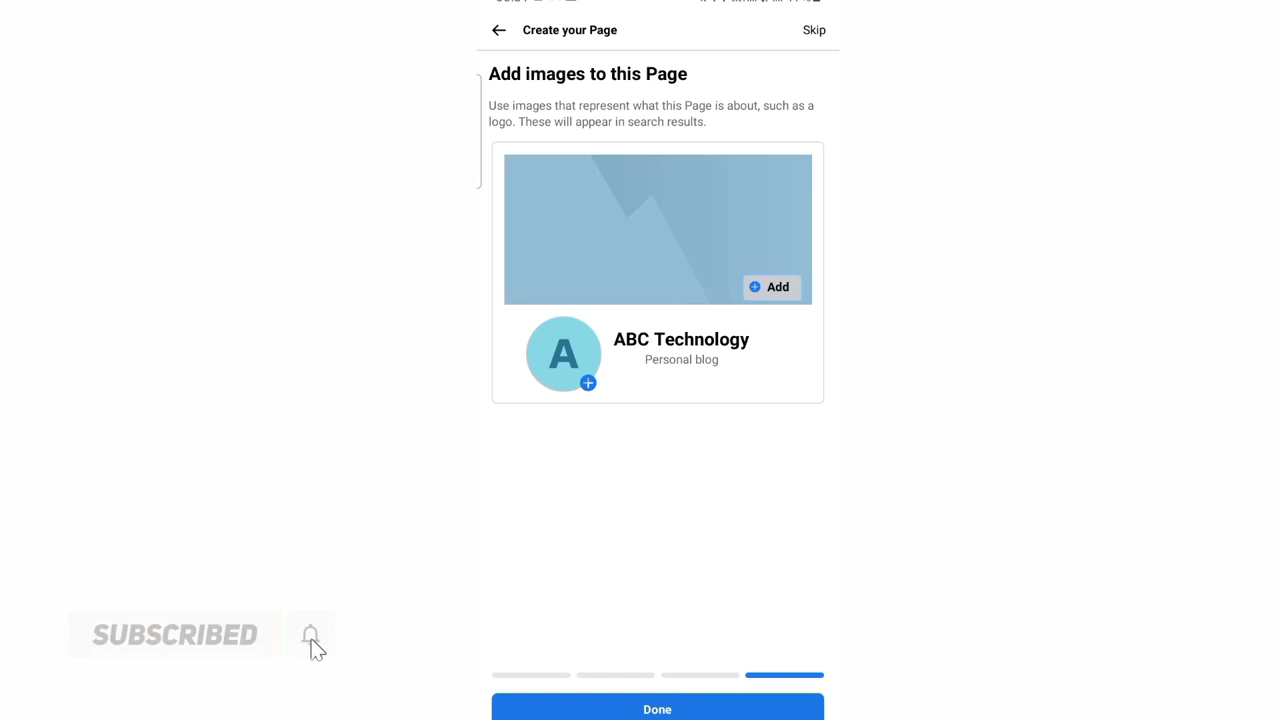 Create your Page
Skip
Add images to this Page
Use images that represent what this Page is about, such as a
logo. These will appear in search results.
Add
A
ABC Technology
Personal blog
SUBSCRIBED
Done